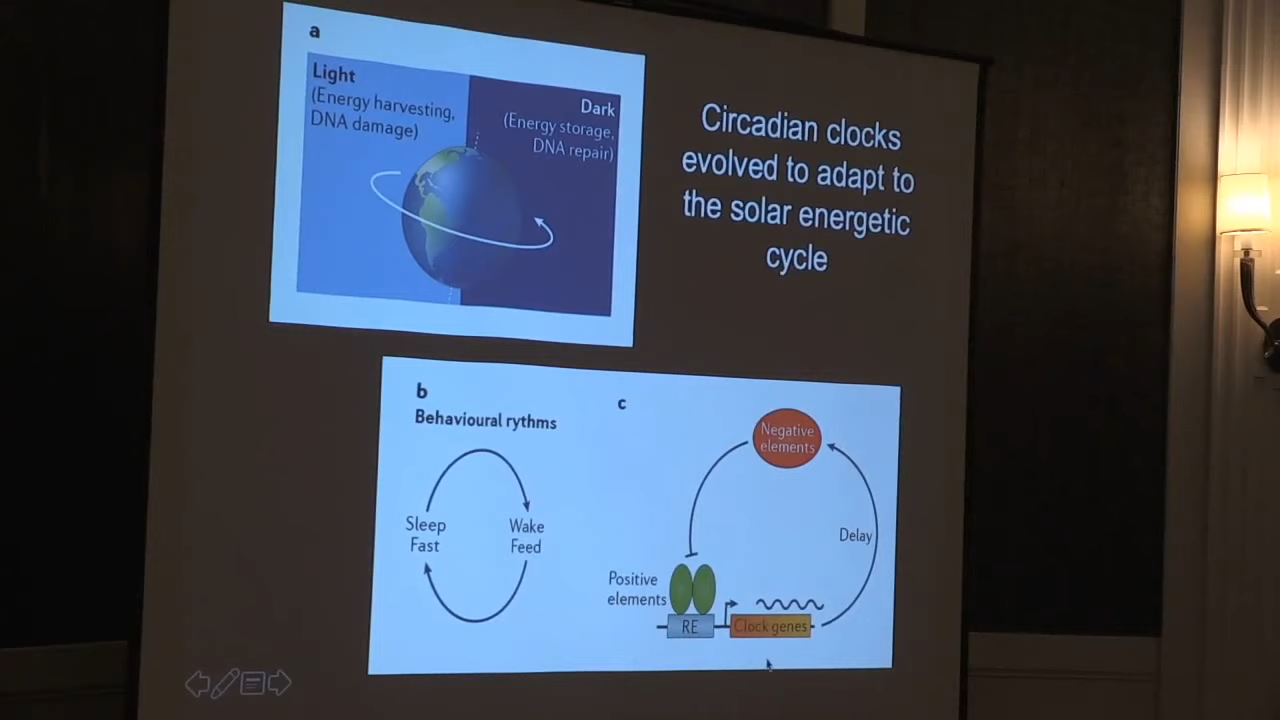 a
Light
(Energy harvesting,
DNA damage)
Dark
(Energy storage,
DNA repair)
Circadian clocks
evolved to adapt to
the solar energetic
cycle
b
Behavioural rythms
Sleep
Fast
Wake
Feed
c
Negative
elements
Delay
Positive
elements
RE
Clock genes